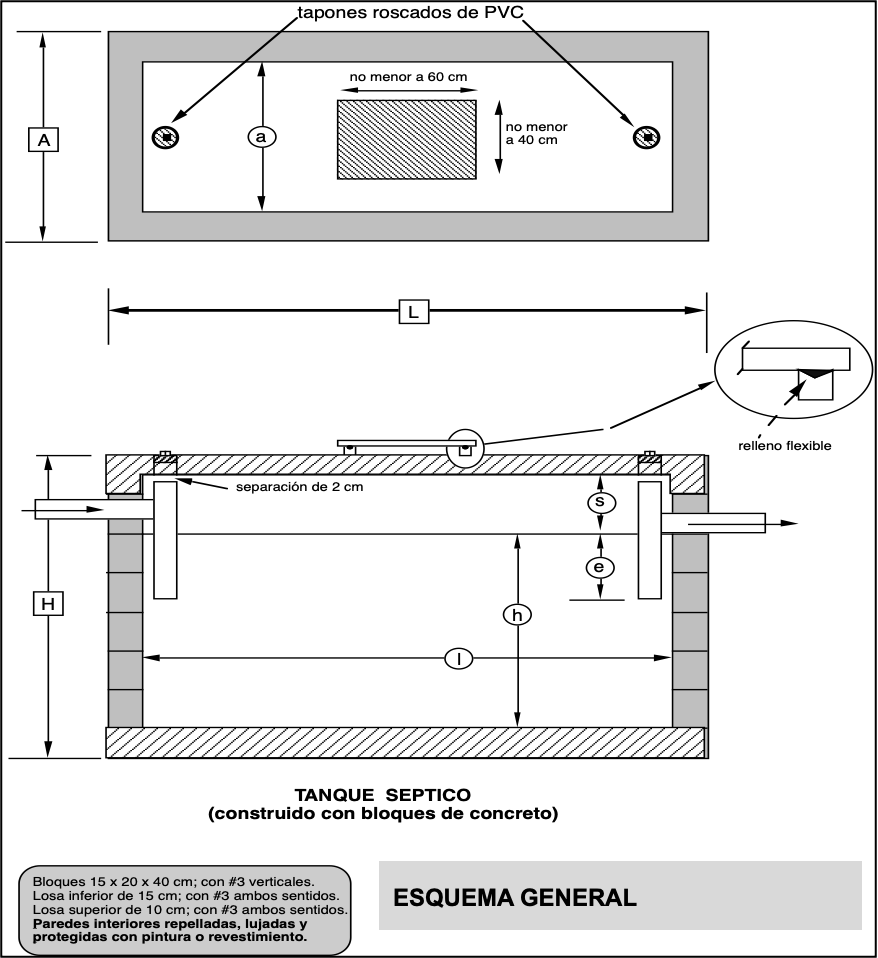 tapones roscados de PVC
no menor a 60 cm
A
a
no menor
a 40 cm
L
relleno flexible
separación de 2 cm
s
e
H
h
l
TANQUE SEPTICO
(construido con bloques de concreto)
Bloques 15 x 20 x 40 cm; con #3 verticales.
Losa inferior de 15 cm; con #3 ambos sentidos.
Losa superior de 10 cm; con #3 ambos sentidos.
Paredes interiores repelladas, lujadas y
protegidas con pintura o revestimiento.
ESQUEMA GENERAL